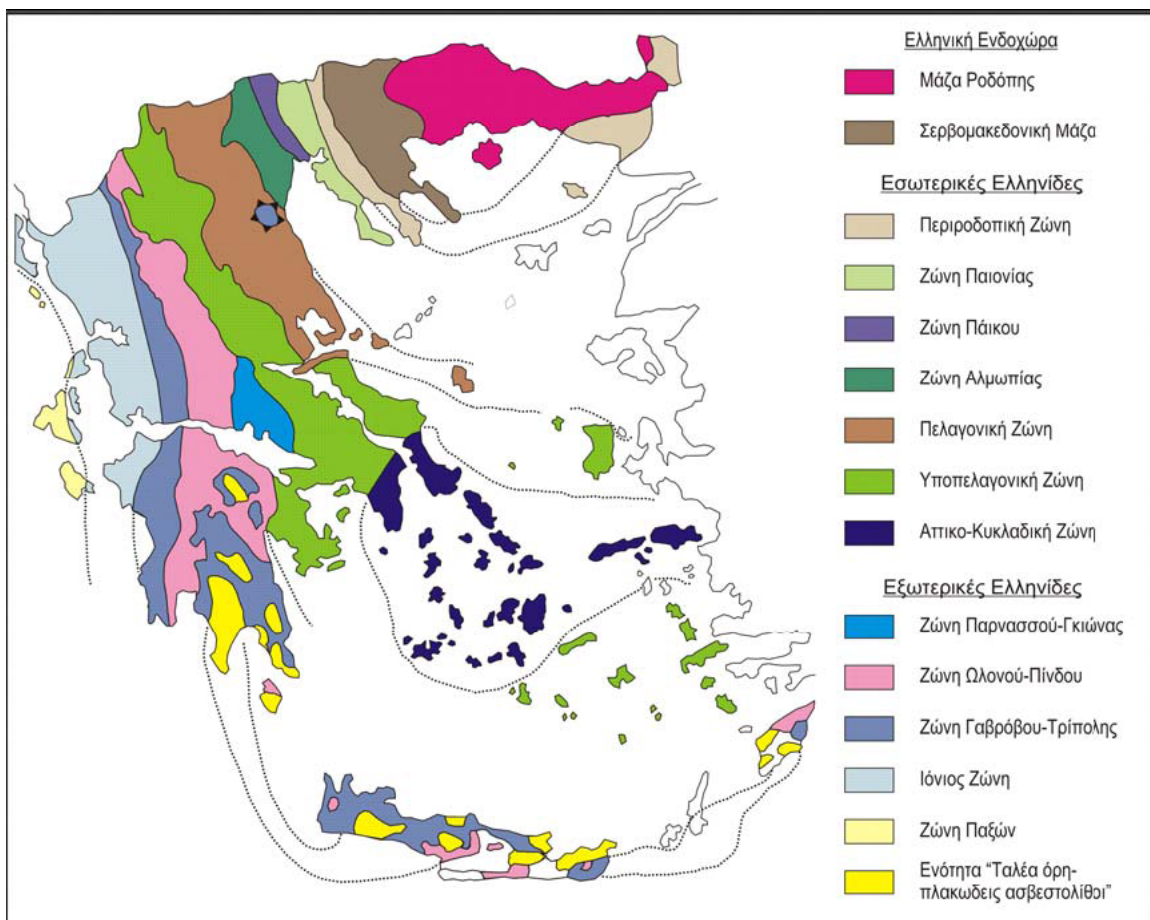 Ελληνική Ενδοχώρα
Μάζα Ροδόπης
Σερβομακεδονική Μάζα
Εσωτερικές Ελληνίδες
Περιροδοπική Ζώνη
Ζώνη Παιονίας
Ζώνη Πάικου
Ζώνη Αλμωπίας
Πελαγονική Ζώνη
Υποπελαγονική Ζώνη
Αττικο-Κυκλαδική Ζώνη
Εξωτερικές Ελληνίδες
Ζώνη Παρνασσού-Γκιώνας
Ζώνη Ωλονού-Πίνδου
Ζώνη Γαβρόβου-Τρίπολης
Ιόνιος Ζώνη
Ζώνη Παξών
Ενότητα “Ταλέα όρη-
πλακωδεις ασβεστολίθοι”